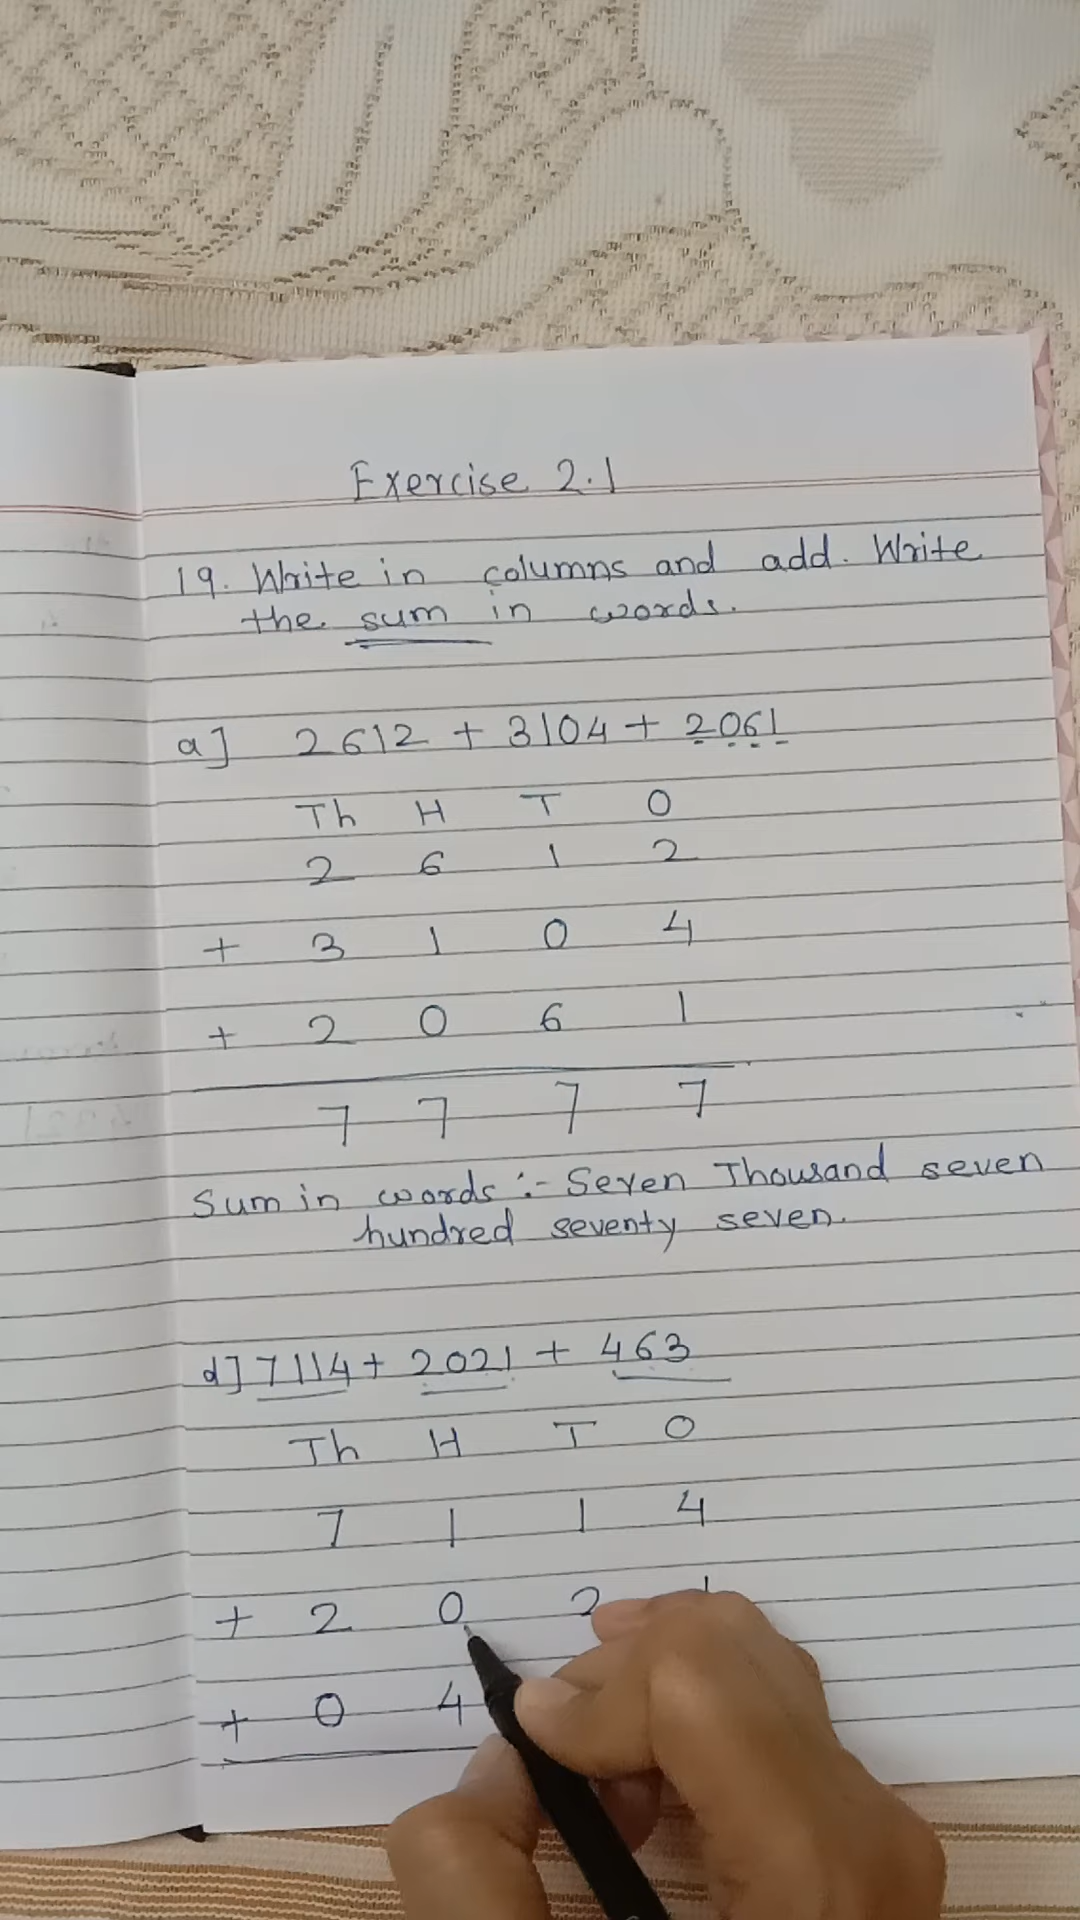 Exercise 2.1
19. Write in columns and add. Write
the sum in words.
a] 2612 + 3104 + 2061
Th H T O
2 6 1 2
+ 3 1 0 4
+ 2 0 6 1
7 7 7 7
Sum in words :- Seven Thousand seven
hundred seventy seven.
d] 7114 + 2021 + 463
Th H T O
7 1 1 4
+ 2 0 2 1
+ 0 4